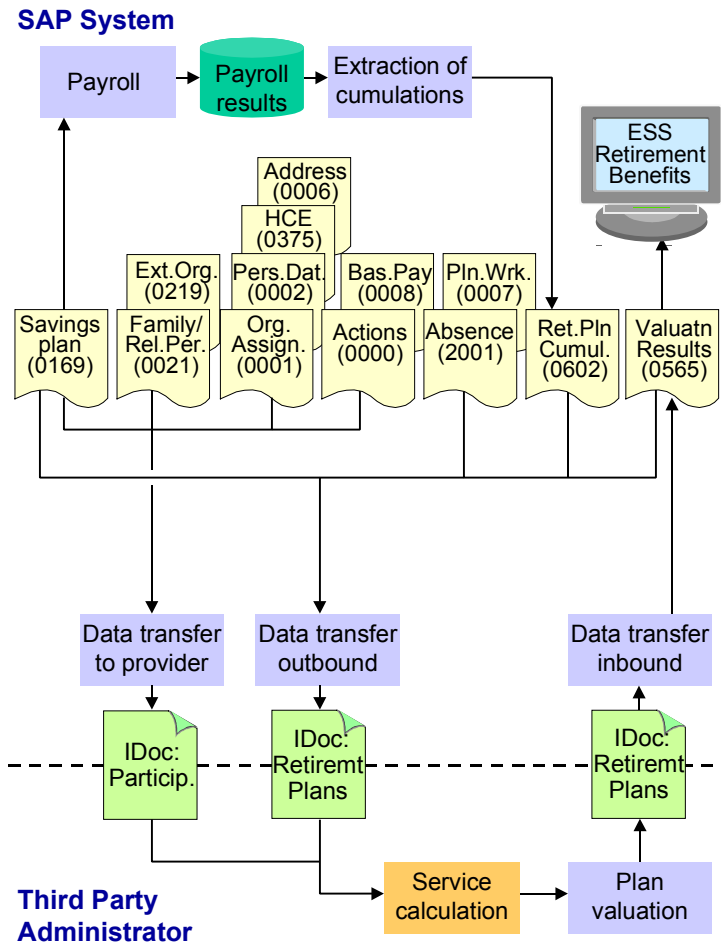 SAP System
Payroll
Payroll
results
Extraction of
cumulations
ESS
Retirement
Benefits
Address
(0006)
HCE
(0375)
Ext.Org.
(0219)
Pers.Dat.
(0002)
Bas.Pay
(0008)
Pln.Wrk.
(0007)
Savings
plan
(0169)
Family/
Rel.Per.
(0021)
Org.
Assign.
(0001)
Actions
(0000)
Absence
(2001)
Ret.Pln
Cumul.
(0602)
Valuatn
Results
(0565)
Data transfer
to provider
Data transfer
outbound
Data transfer
inbound
IDoc:
Particip.
IDoc:
Retiremt
Plans
IDoc:
Retiremt
Plans
Service
calculation
Plan
valuation
Third Party
Administrator